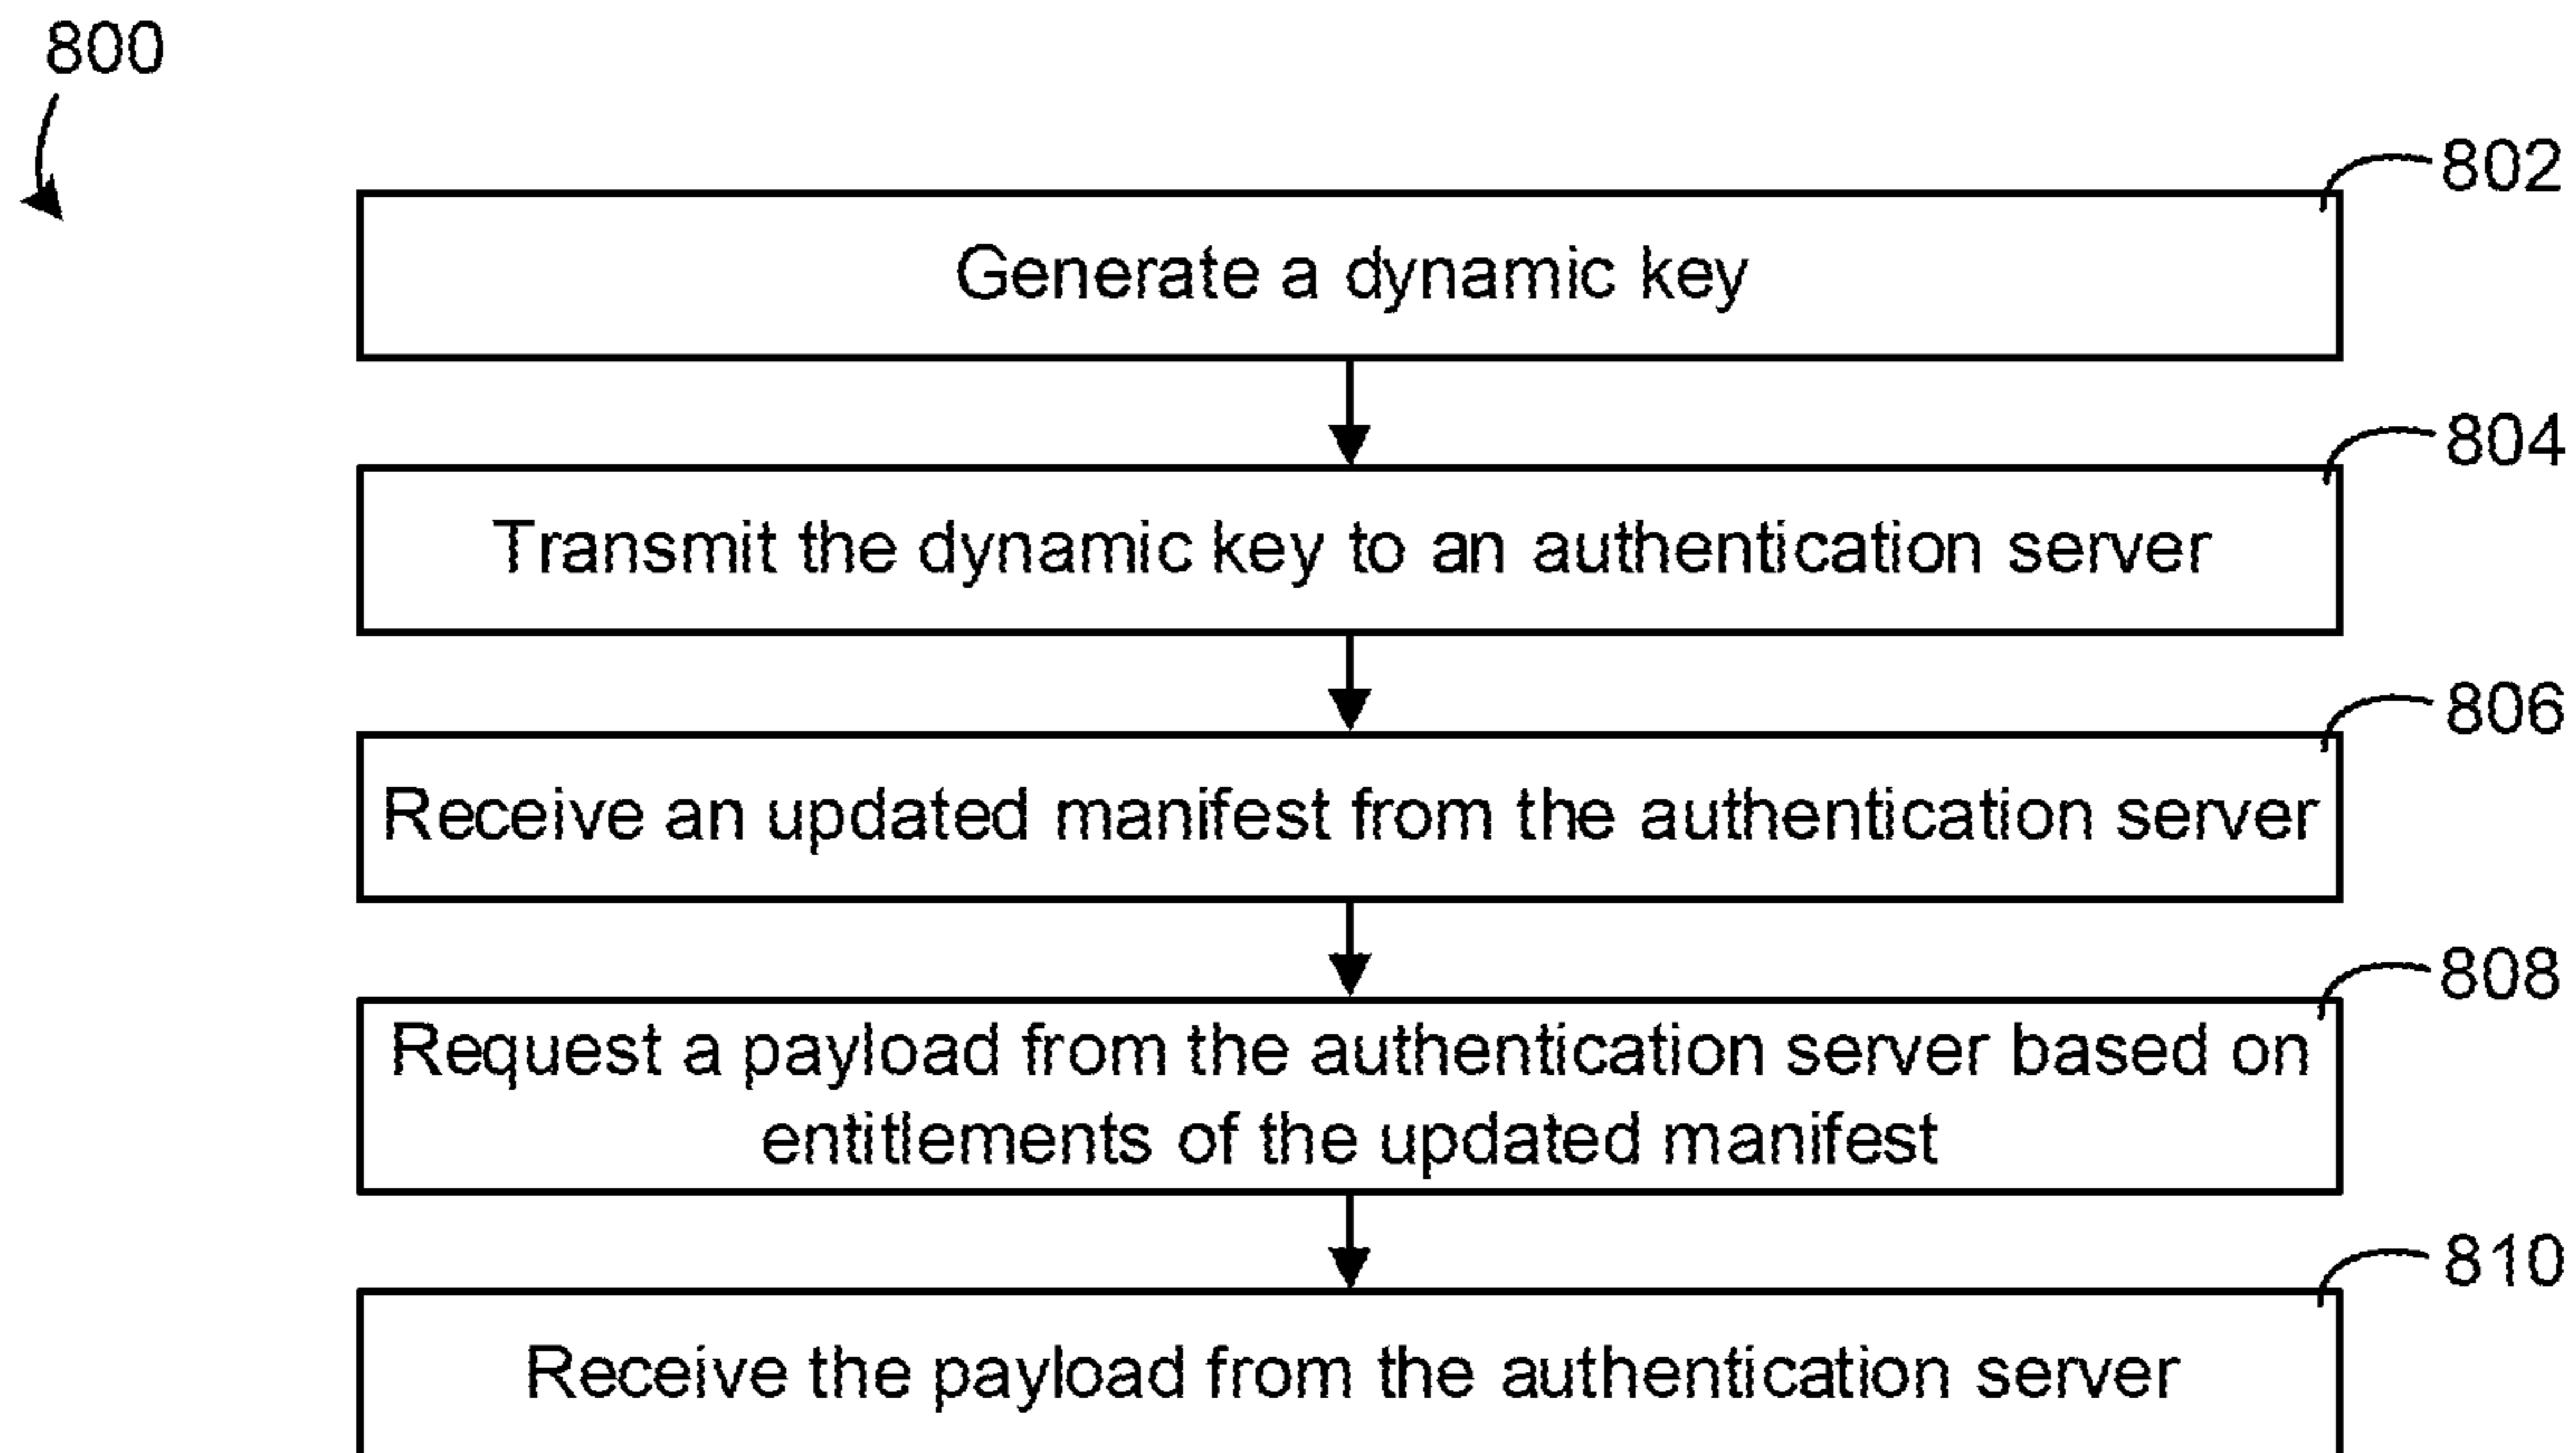 800
802
Generate a dynamic key
804
Transmit the dynamic key to an authentication server
806
Receive an updated manifest from the authentication server
808
Request a payload from the authentication server based on
entitlements of the updated manifest
810
Receive the payload from the authentication server